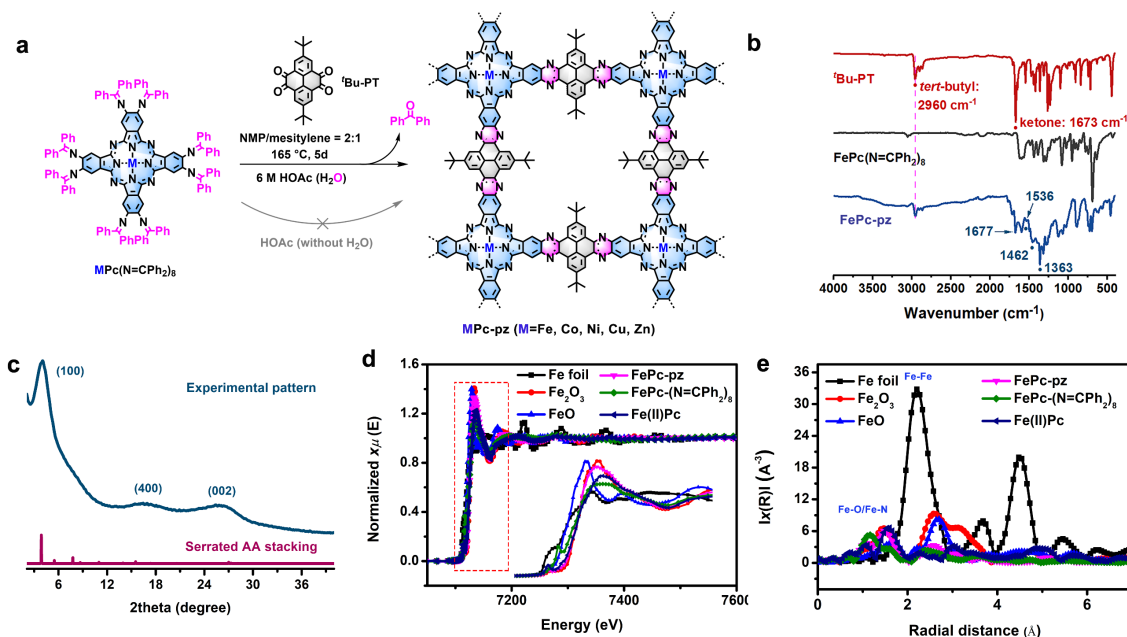 a
Ph Ph Ph Ph
N N
Ph Ph
Ph N N Ph
Ph N N Ph
Ph Ph
N N
Ph Ph Ph Ph
M
MPc(N=CPh₂)₈
O O
O O
ᵗBu-PT
O
Ph Ph
NMP/mesitylene = 2:1
165 °C, 5d
6 M HOAc (H₂O)
HOAc (without H₂O)
M M
M M
MPc-pz (M=Fe, Co, Ni, Cu, Zn)
b
ᵗBu-PT
tert-butyl:
2960 cm⁻¹
ketone: 1673 cm⁻¹
FePc(N=CPh₂)₈
FePc-pz
1536
1677
1462
1363
4000 3500 3000 2500 2000 1500 1000 500
Wavenumber (cm⁻¹)
c
(100)
Experimental pattern
(400)
(002)
Serrated AA stacking
6 12 18 24 30 36
2theta (degree)
d
Fe foil
Fe₂O₃
FeO
FePc-pz
FePc-(N=CPh₂)₈
Fe(II)Pc
1.6
1.2
0.8
0.4
0.0
Normalized xμ (E)
7200 7400 7600
Energy (eV)
e
Fe foil
Fe₂O₃
FeO
FePc-pz
FePc-(N=CPh₂)₈
Fe(II)Pc
Fe-Fe
Fe-O/Fe-N
36
30
24
18
12
6
0
Ix(R)I (A⁻³)
0 2 4 6
Radial distance (Å)